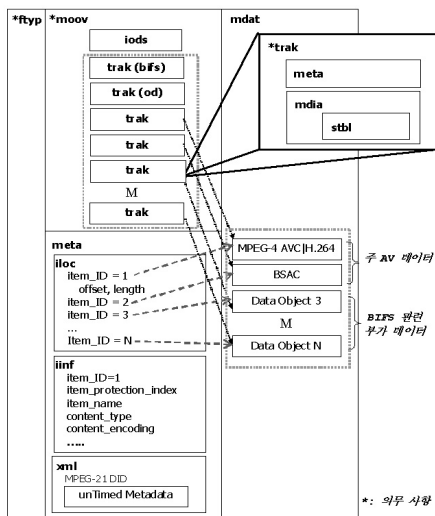 *ftyp
*moov
iods
trak (bifs)
trak (od)
trak
trak
trak
M
trak
mdat
*trak
meta
mdia
stbl
MPEG-4 AVC|H.264
BSAC
Data Object 3
M
Data Object N
주 AV 데이터
BIFS 관련
부가 데이터
meta
iloc
item_ID = 1
offset, length
item_ID = 2
item_ID = 3
...
Item_ID = N
iinf
item_ID=1
item_protection_index
item_name
content_type
content_encoding
.....
xml
MPEG-21 DID
unTimed Metadata
*: 의무 사항